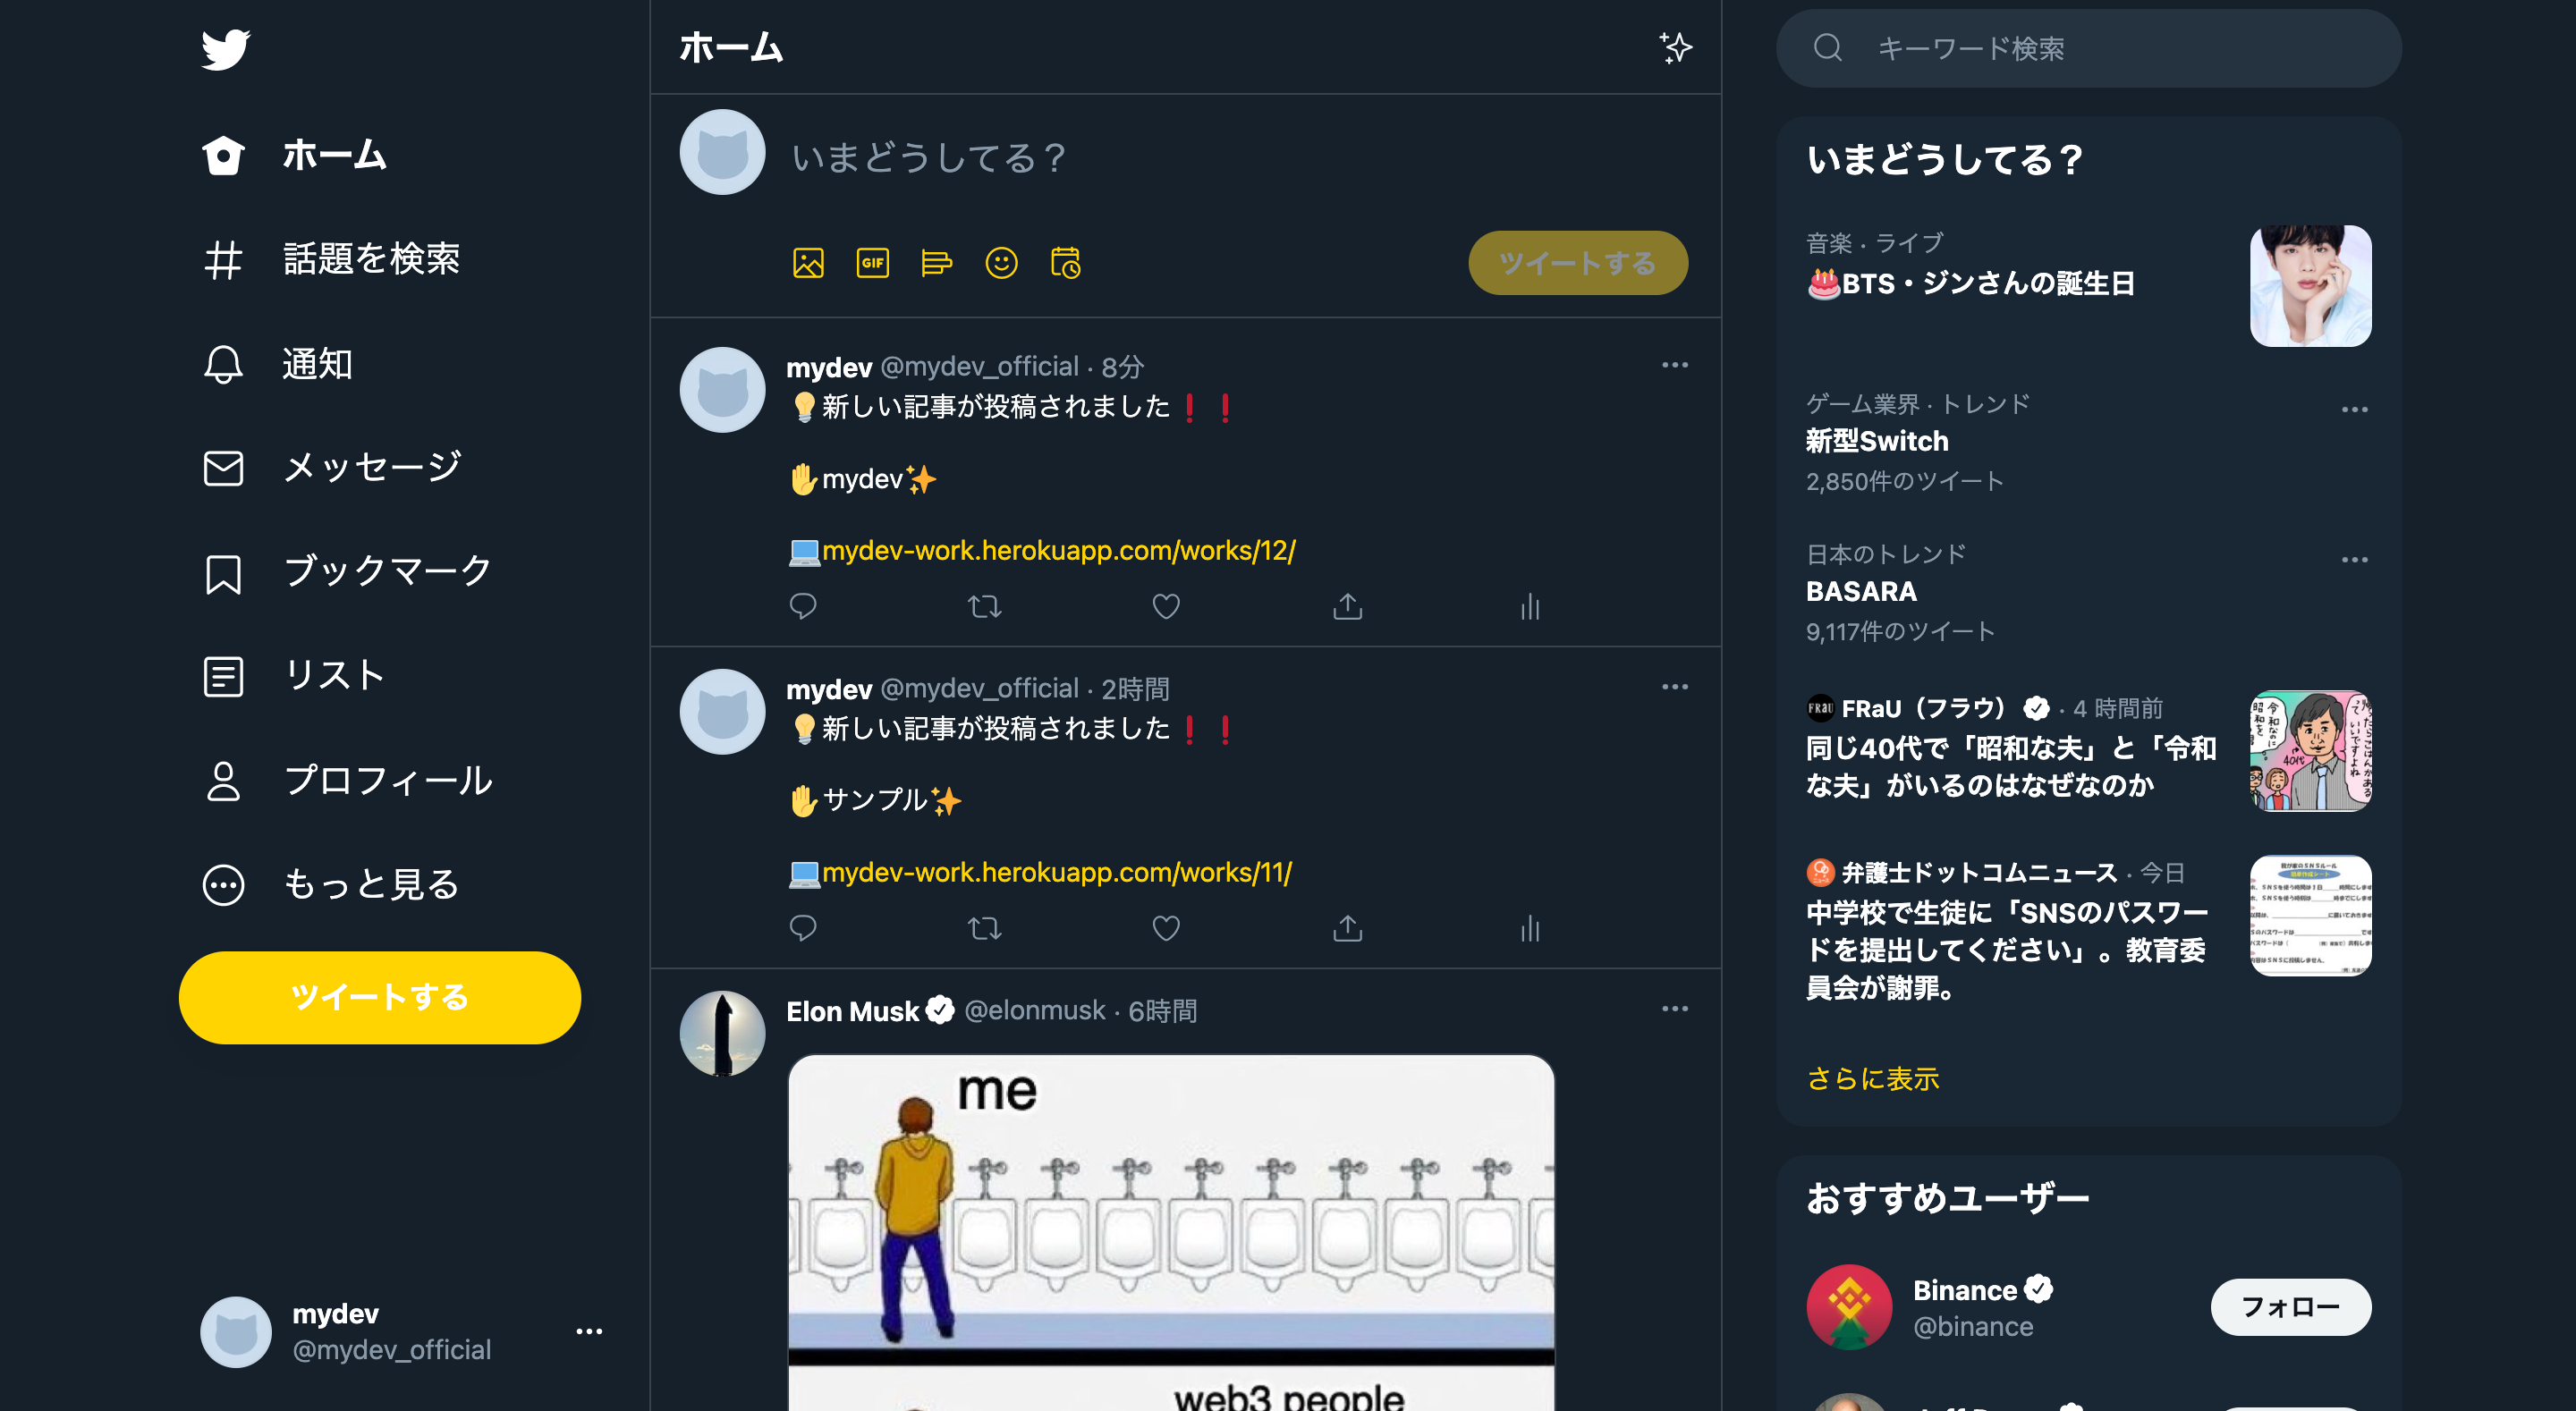 ホーム
話題を検索
通知
メッセージ
ブックマーク
リスト
プロフィール
もっと見る
ツイートする
mydev
@mydev_official
ホーム
いまどうしてる？
GIF
ツイートする
mydev @mydev_official · 8分
💡新しい記事が投稿されました❗❗
✋mydev✨
💻mydev-work.herokuapp.com/works/12/
mydev @mydev_official · 2時間
💡新しい記事が投稿されました❗❗
✋サンプル✨
💻mydev-work.herokuapp.com/works/11/
Elon Musk @elonmusk · 6時間
me
web3 people
キーワード検索
いまどうしてる？
音楽 · ライブ
🎂BTS・ジンさんの誕生日
ゲーム業界 · トレンド
新型Switch
2,850件のツイート
日本のトレンド
BASARA
9,117件のツイート
FRaU FRaU（フラウ） · 4 時間前
同じ40代で「昭和な夫」と「令和
な夫」がいるのはなぜなのか
40代
弁護士ドットコムニュース · 今日
中学校で生徒に「SNSのパスワー
ドを提出してください」。教育委
員会が謝罪。
さらに表示
おすすめユーザー
Binance
@binance
フォロー